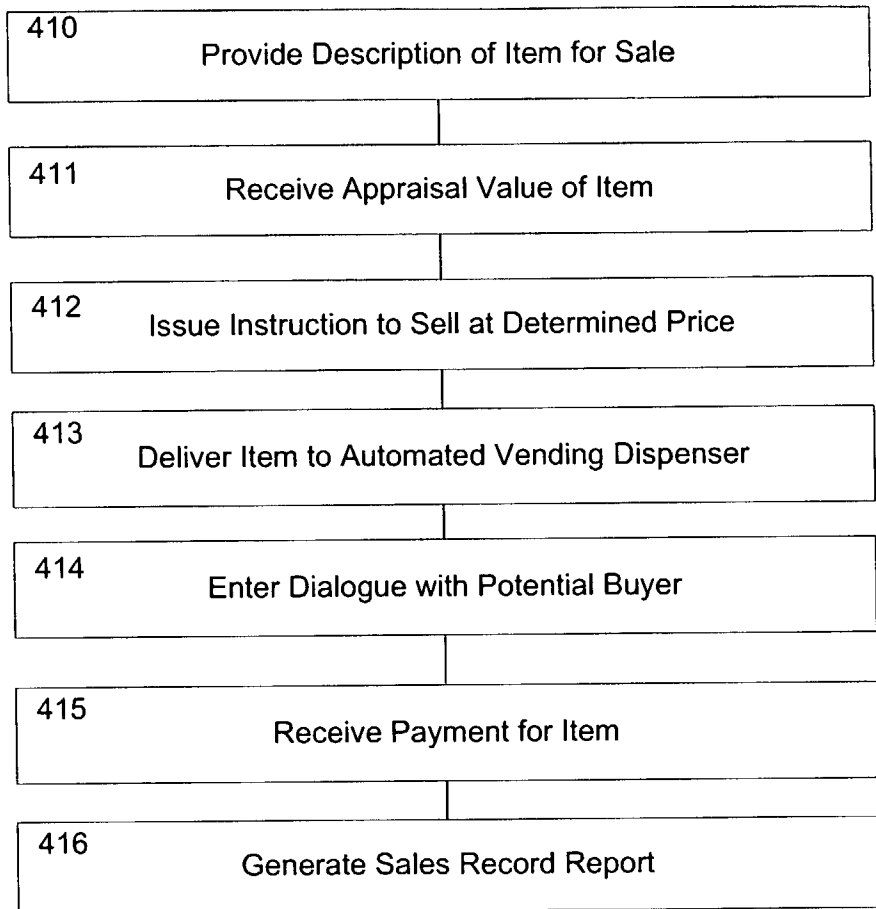 410
Provide Description of Item for Sale
411
Receive Appraisal Value of Item
412
Issue Instruction to Sell at Determined Price
413
Deliver Item to Automated Vending Dispenser
414
Enter Dialogue with Potential Buyer
415
Receive Payment for Item
416
Generate Sales Record Report